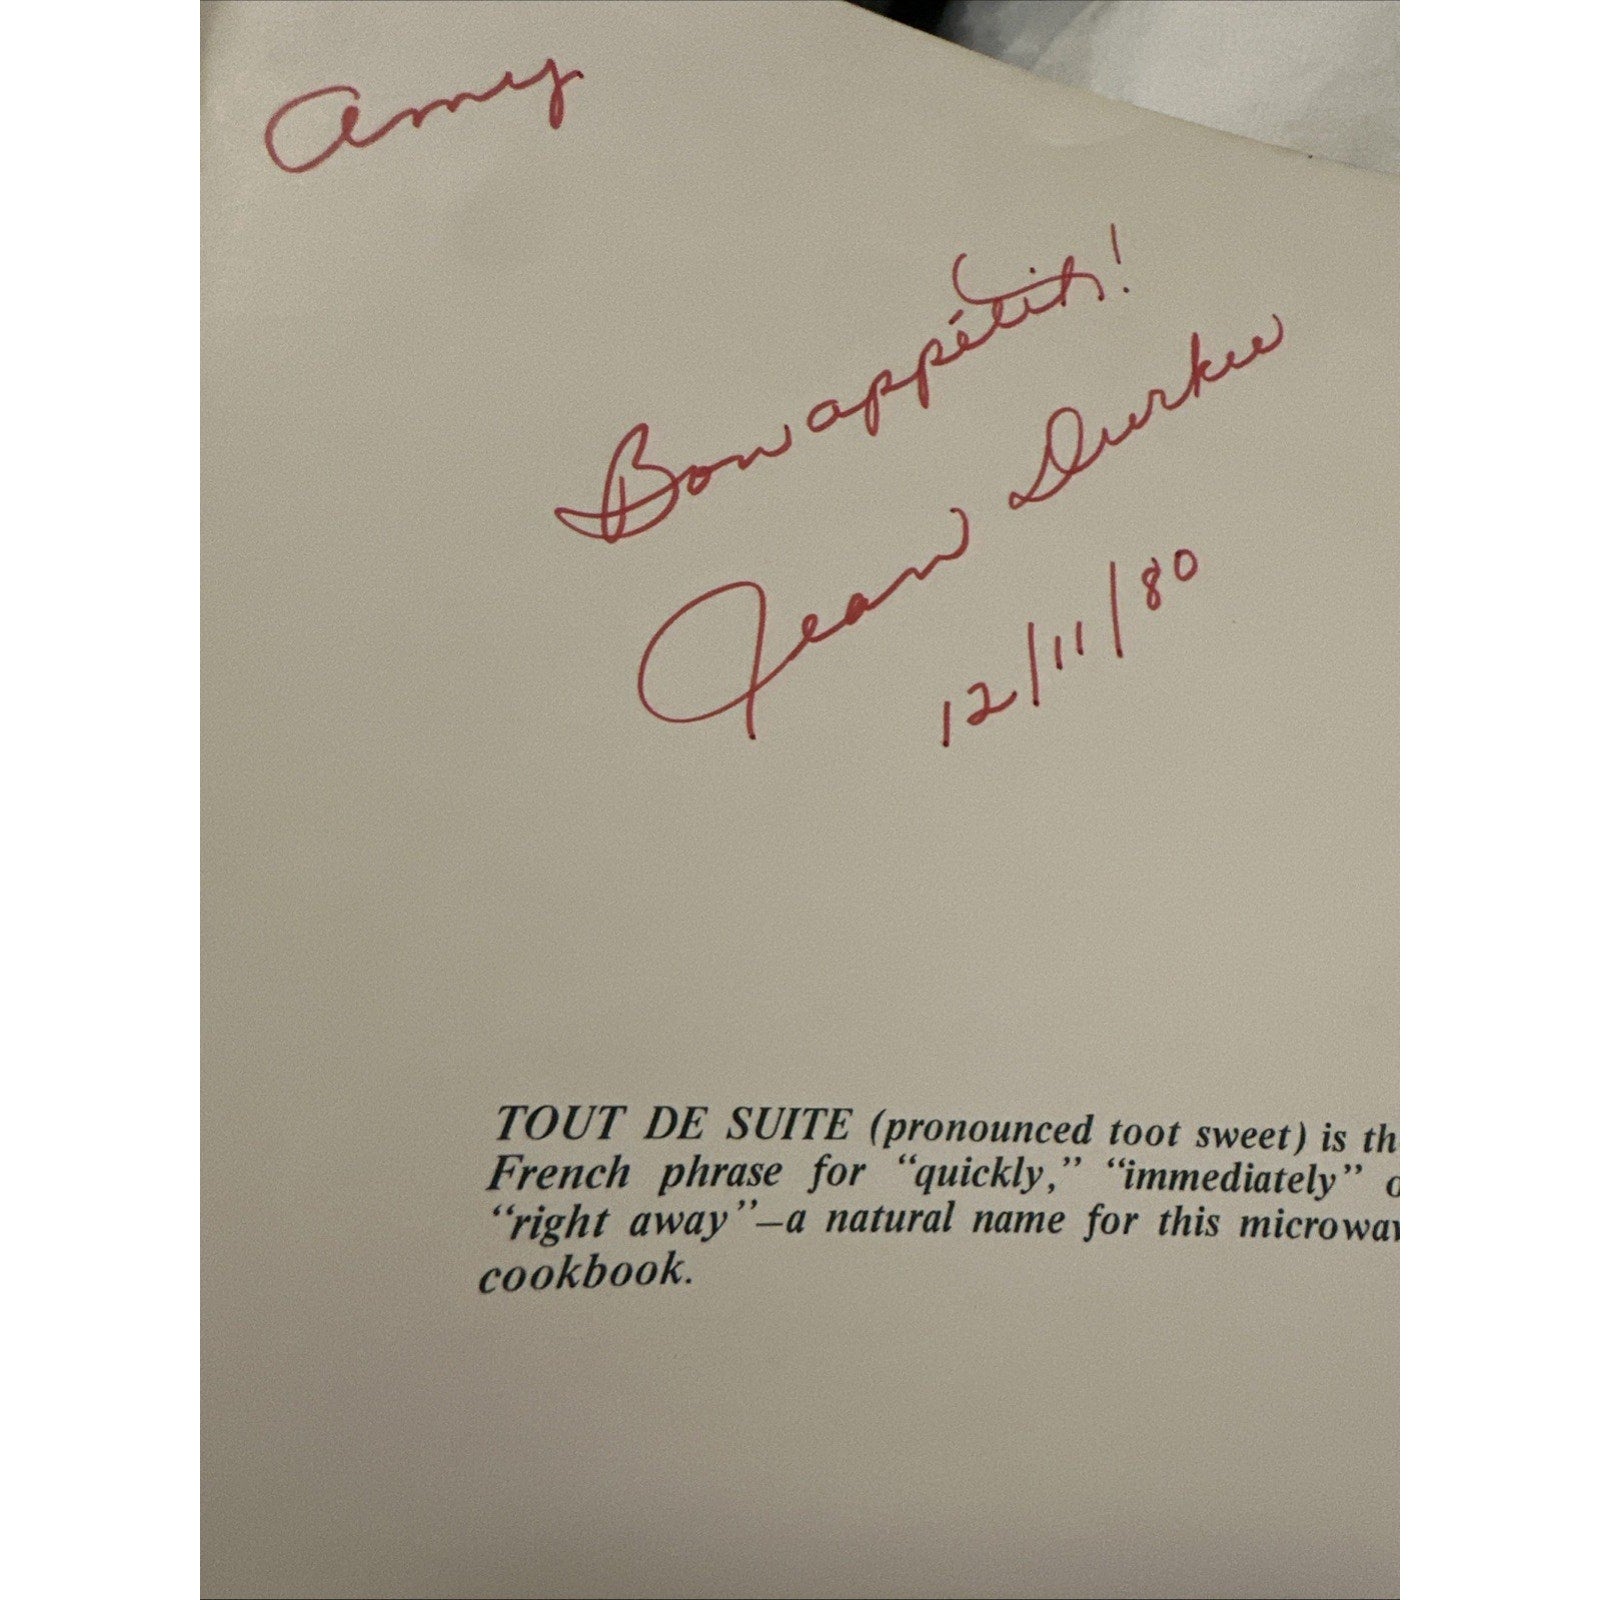 Amy
Bon appétit!
Jean Durkee
12/11/80
TOUT DE SUITE (pronounced toot sweet) is th
French phrase for “quickly,” “immediately” o
“right away”—a natural name for this microwav
cookbook.